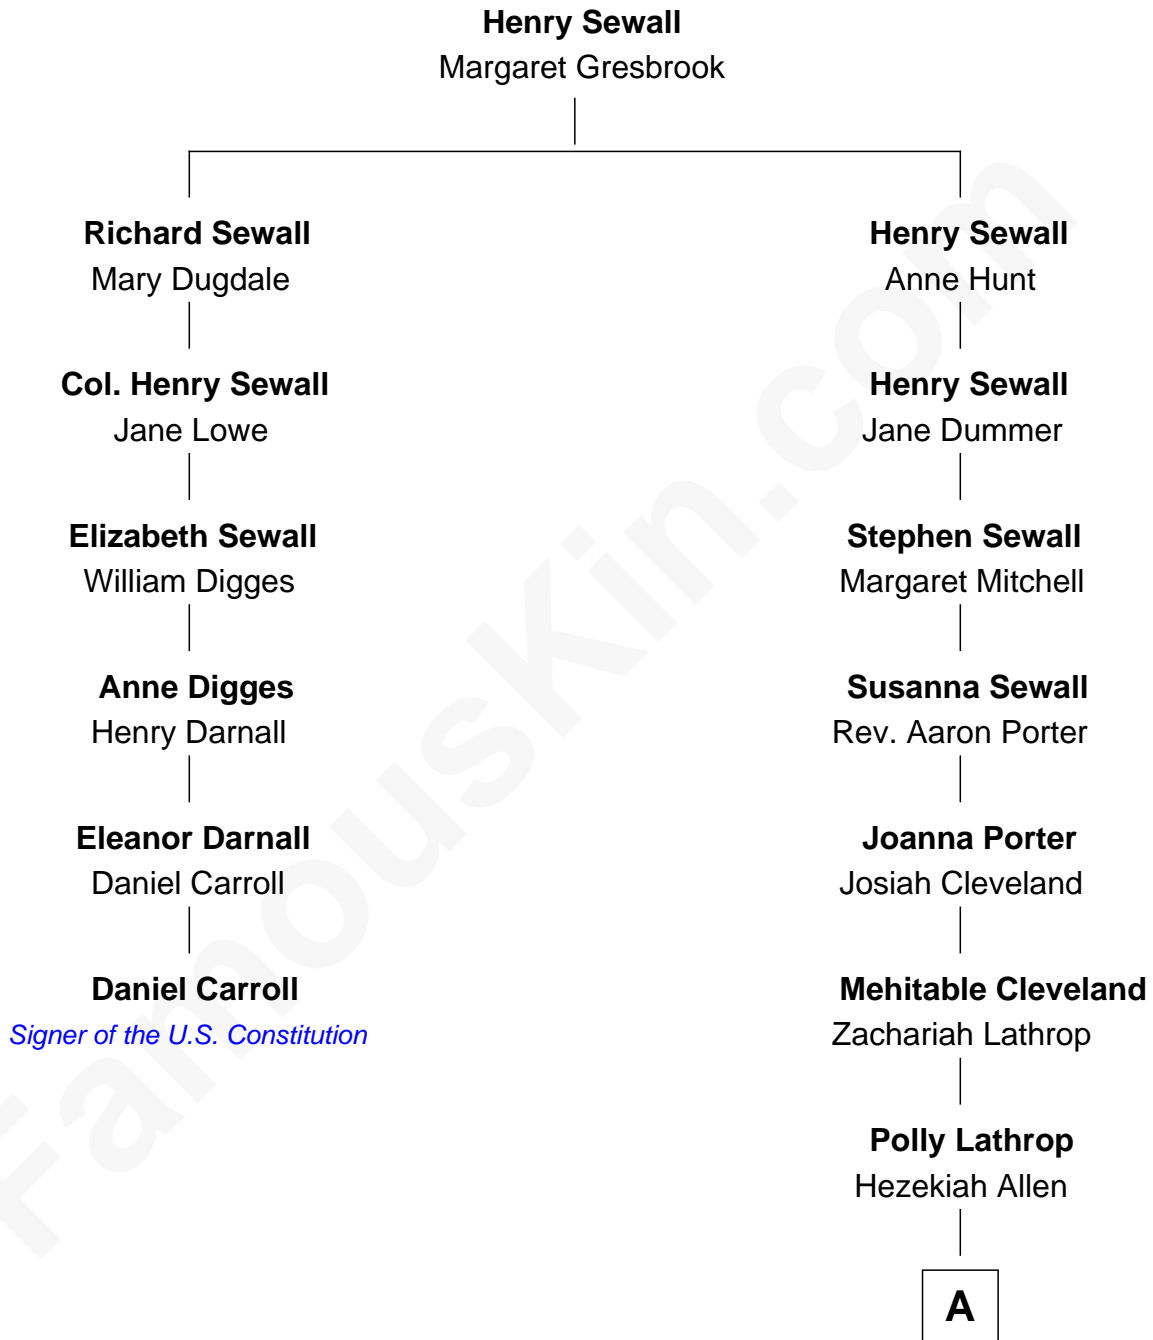 Henry Sewall
Margaret Gresbrook
Richard Sewall
Mary Dugdale
Henry Sewall
Anne Hunt
Col. Henry Sewall
Jane Lowe
Henry Sewall
Jane Dummer
Elizabeth Sewall
William Digges
Stephen Sewall
Margaret Mitchell
Anne Digges
Henry Darnall
Susanna Sewall
Rev. Aaron Porter
Eleanor Darnall
Daniel Carroll
Joanna Porter
Josiah Cleveland
Daniel Carroll
Signer of the U.S. Constitution
Mehitable Cleveland
Zachariah Lathrop
Polly Lathrop
Hezekiah Allen
A
FamousKin.com